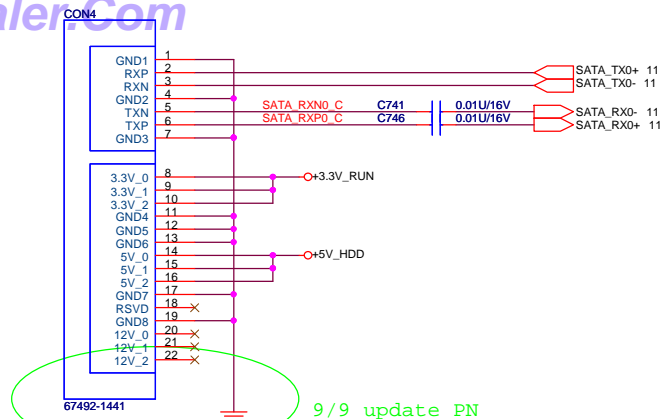 aler.Com
CON4
GND1 1
RXP 2 SATA_TX0+ 11
RXN 3 SATA_TX0- 11
GND2 4
TXN 5 SATA_RXN0_C C741 0.01U/16V SATA_RX0- 11
TXP 6 SATA_RXP0_C C746 0.01U/16V SATA_RX0+ 11
GND3 7
3.3V_0 8 +3.3V_RUN
3.3V_1 9
3.3V_2 10
GND4 11
GND5 12
GND6 13
5V_0 14 +5V_HDD
5V_1 15
5V_2 16
GND7 17
RSVD 18
GND8 19
12V_0 20
12V_1 21
12V_2 22
67492-1441
9/9 update PN